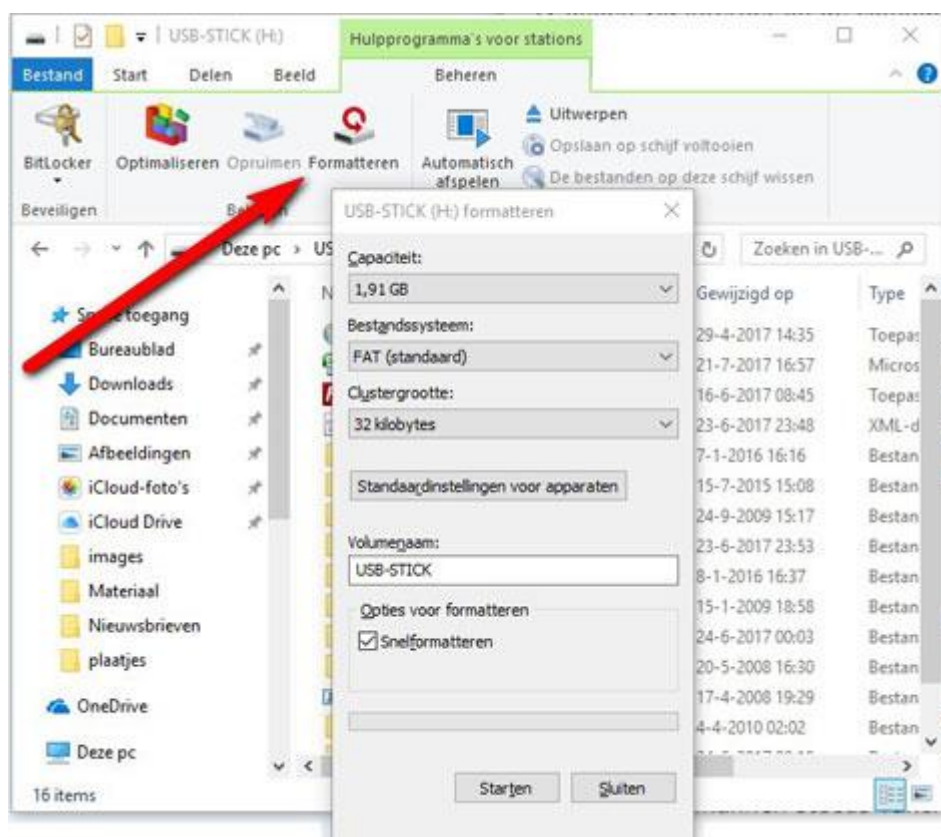 USB-STICK (H:)
Hulpprogramma's voor stations
Bestand Start Delen Beeld Beheren
BitLocker
Optimaliseren Opruimen Formatteren
Automatisch afspelen
Uitwerpen
Opslaan op schijf voltooien
De bestanden op deze schijf wissen
Beveiligen
Deze pc › US
Zoeken in USB-...
USB-STICK (H:) formatteren
Capaciteit:
1,91 GB
Bestandssysteem:
FAT (standaard)
Clustergrootte:
32 kilobytes
Standaardinstellingen voor apparaten
Volumenaam:
USB-STICK
Opties voor formatteren
Snelformatteren
Starten
Sluiten
toegang
Bureaublad
Downloads
Documenten
Afbeeldingen
iCloud-foto's
iCloud Drive
images
Materiaal
Nieuwsbrieven
plaatjes
OneDrive
Deze pc
16 items
N
Gewijzigd op Type
29-4-2017 14:35 Toepas
21-7-2017 16:57 Micros
16-6-2017 08:45 Toepas
23-6-2017 23:48 XML-d
7-1-2016 16:16 Bestan
15-7-2015 15:08 Bestan
24-9-2009 15:17 Bestan
23-6-2017 23:53 Bestan
8-1-2016 16:37 Bestan
15-1-2009 18:58 Bestan
24-6-2017 00:03 Bestan
20-5-2008 16:30 Bestan
17-4-2008 19:29 Bestan
4-4-2010 02:02 Bestan